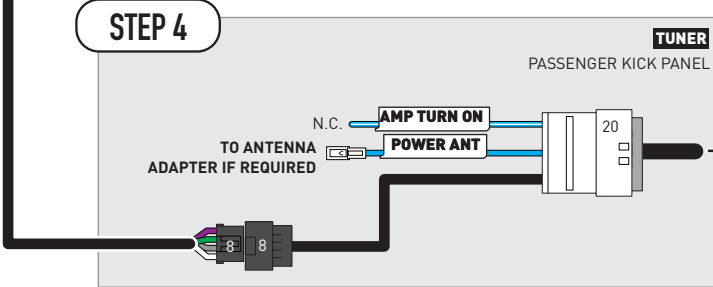 STEP 4
TUNER
PASSENGER KICK PANEL
N.C.
AMP TURN ON
20
TO ANTENNA
ADAPTER IF REQUIRED
POWER ANT
8 8